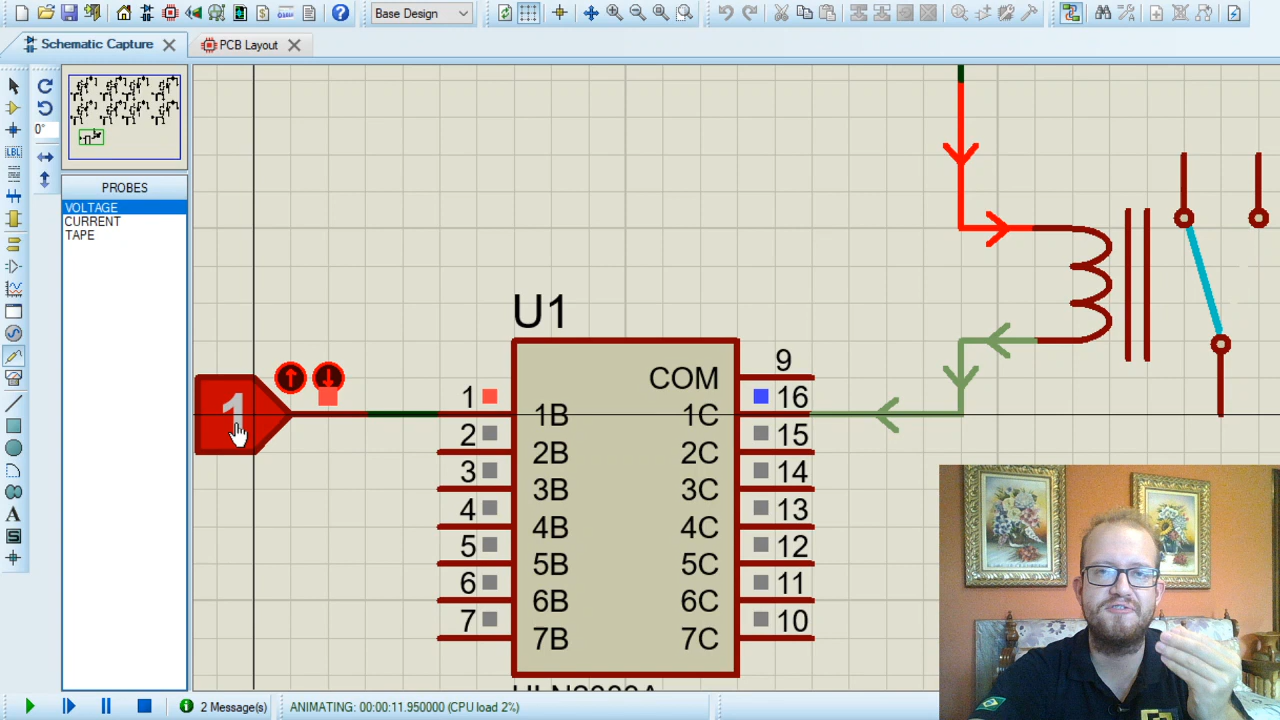 Base Design
Schematic Capture
PCB Layout
LBL
0°
PROBES
VOLTAGE
CURRENT
TAPE
A
S
U1
1
COM
9
1
1B
1C
16
2
2B
2C
15
3
3B
3C
14
4
4B
4C
13
5
5B
5C
12
6
6B
6C
11
7
7B
7C
10
2 Message(s)
ANIMATING: 00:00:11.950000 (CPU load 2%)